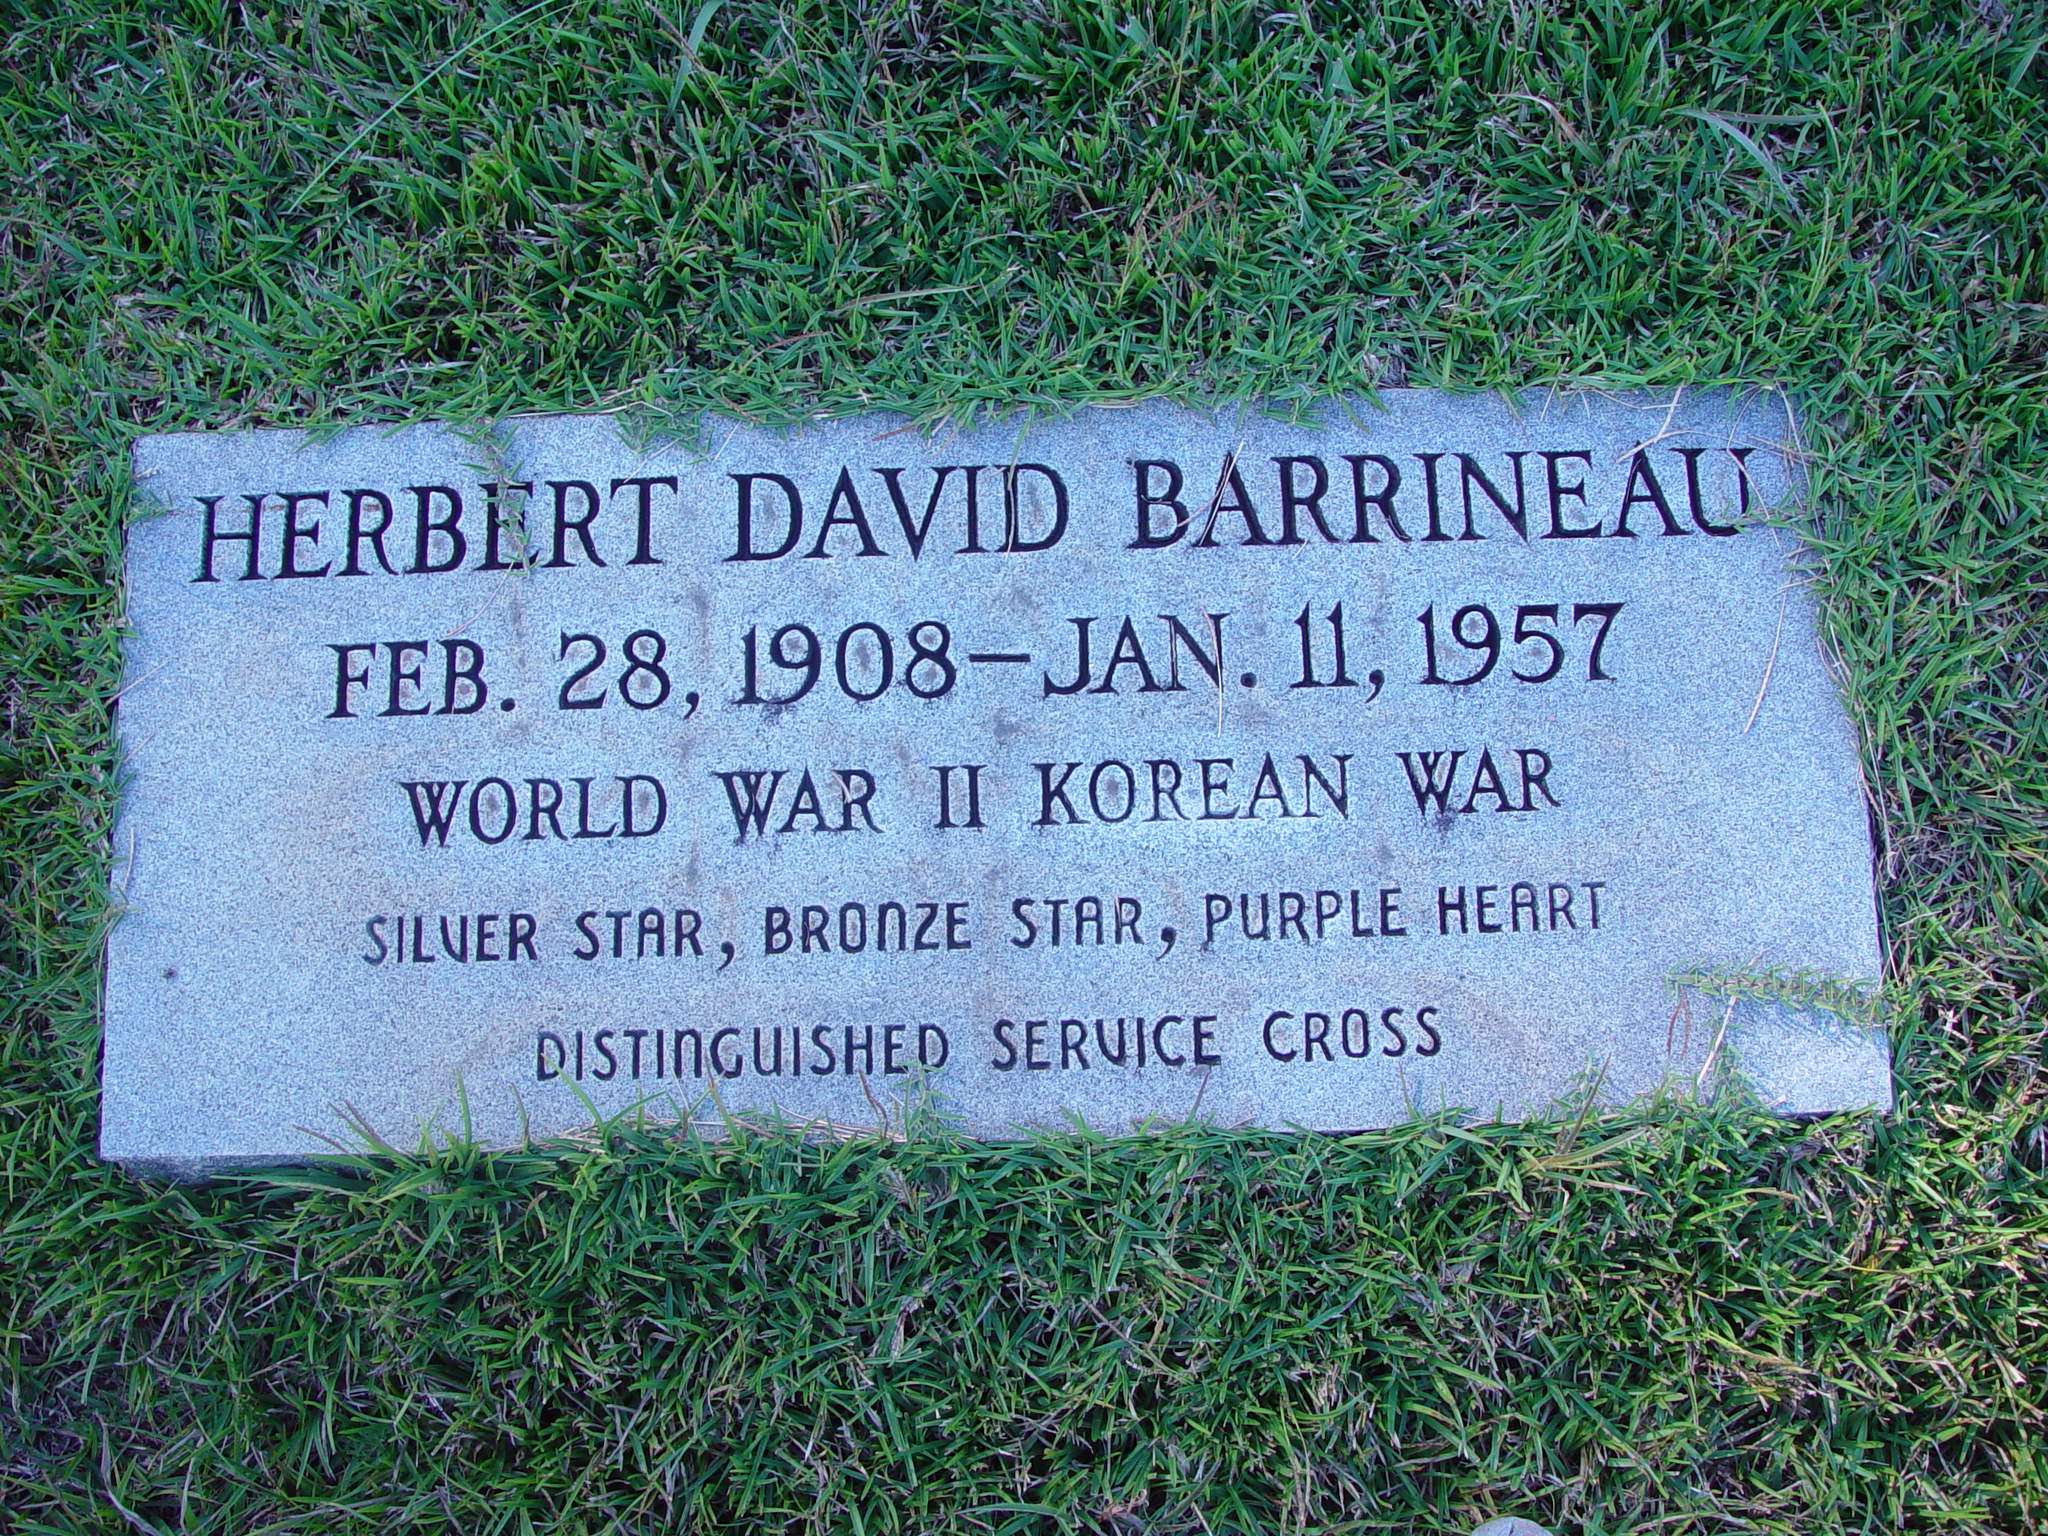 HERBERT DAVID BARRINEAU
FEB. 28, 1908 – JAN. 11, 1957
WORLD WAR II KOREAN WAR
SILVER STAR, BRONZE STAR, PURPLE HEART
DISTINGUISHED SERVICE CROSS